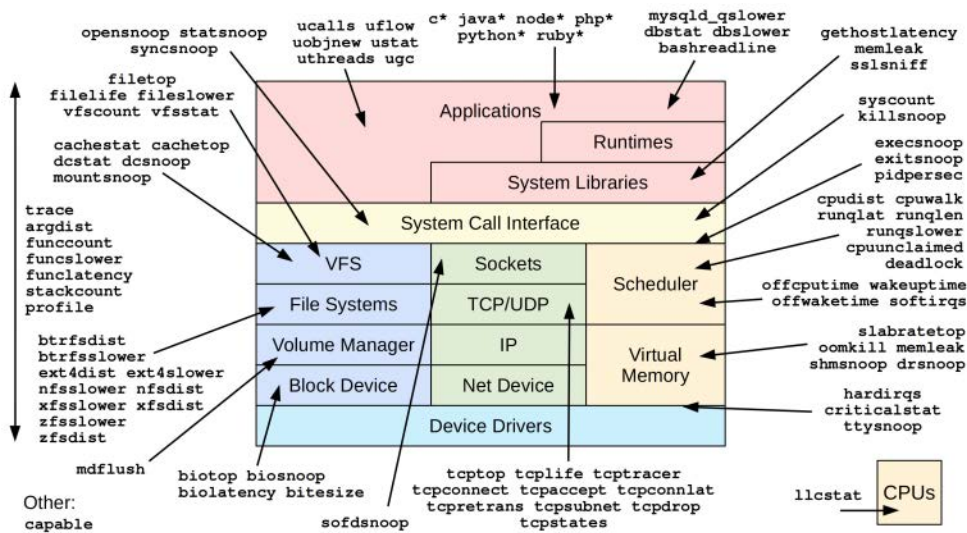 opensnoop statsnoop
syncsnoop
ucalls uflow
uobjnew ustat
uthreads ugc
c* java* node* php*
python* ruby*
mysqld_qslower
dbstat dbslower
bashreadline
gethostlatency
memleak
sslsniff
filetop
filelife fileslower
vfscount vfsstat
syscount
killsnoop
cachestat cachetop
dcstat dcsnoop
mountsnoop
execsnoop
exitsnoop
pidpersec
trace
argdist
funccount
funcslower
funclatency
stackcount
profile
cpudist cpuwalk
runqlat runqlen
runqslower
cpuunclaimed
deadlock
offcputime wakeuptime
offwaketime softirqs
btrfsdist
btrfsslower
ext4dist ext4slower
nfsslower nfsdist
xfsslower xfsdist
zfsslower
zfsdist
slabratetop
oomkill memleak
shmsnoop drsnoop
hardirqs
criticalstat
ttysnoop
Applications
Runtimes
System Libraries
System Call Interface
VFS
Sockets
Scheduler
File Systems
TCP/UDP
Volume Manager
IP
Virtual
Memory
Block Device
Net Device
Device Drivers
mdflush
biotop biosnoop
biolatency bitesize
sofdsnoop
tcptop tcplife tcptracer
tcpconnect tcpaccept tcpconnlat
tcpretrans tcpsubnet tcpdrop
tcpstates
Other:
capable
llcstat
CPUs